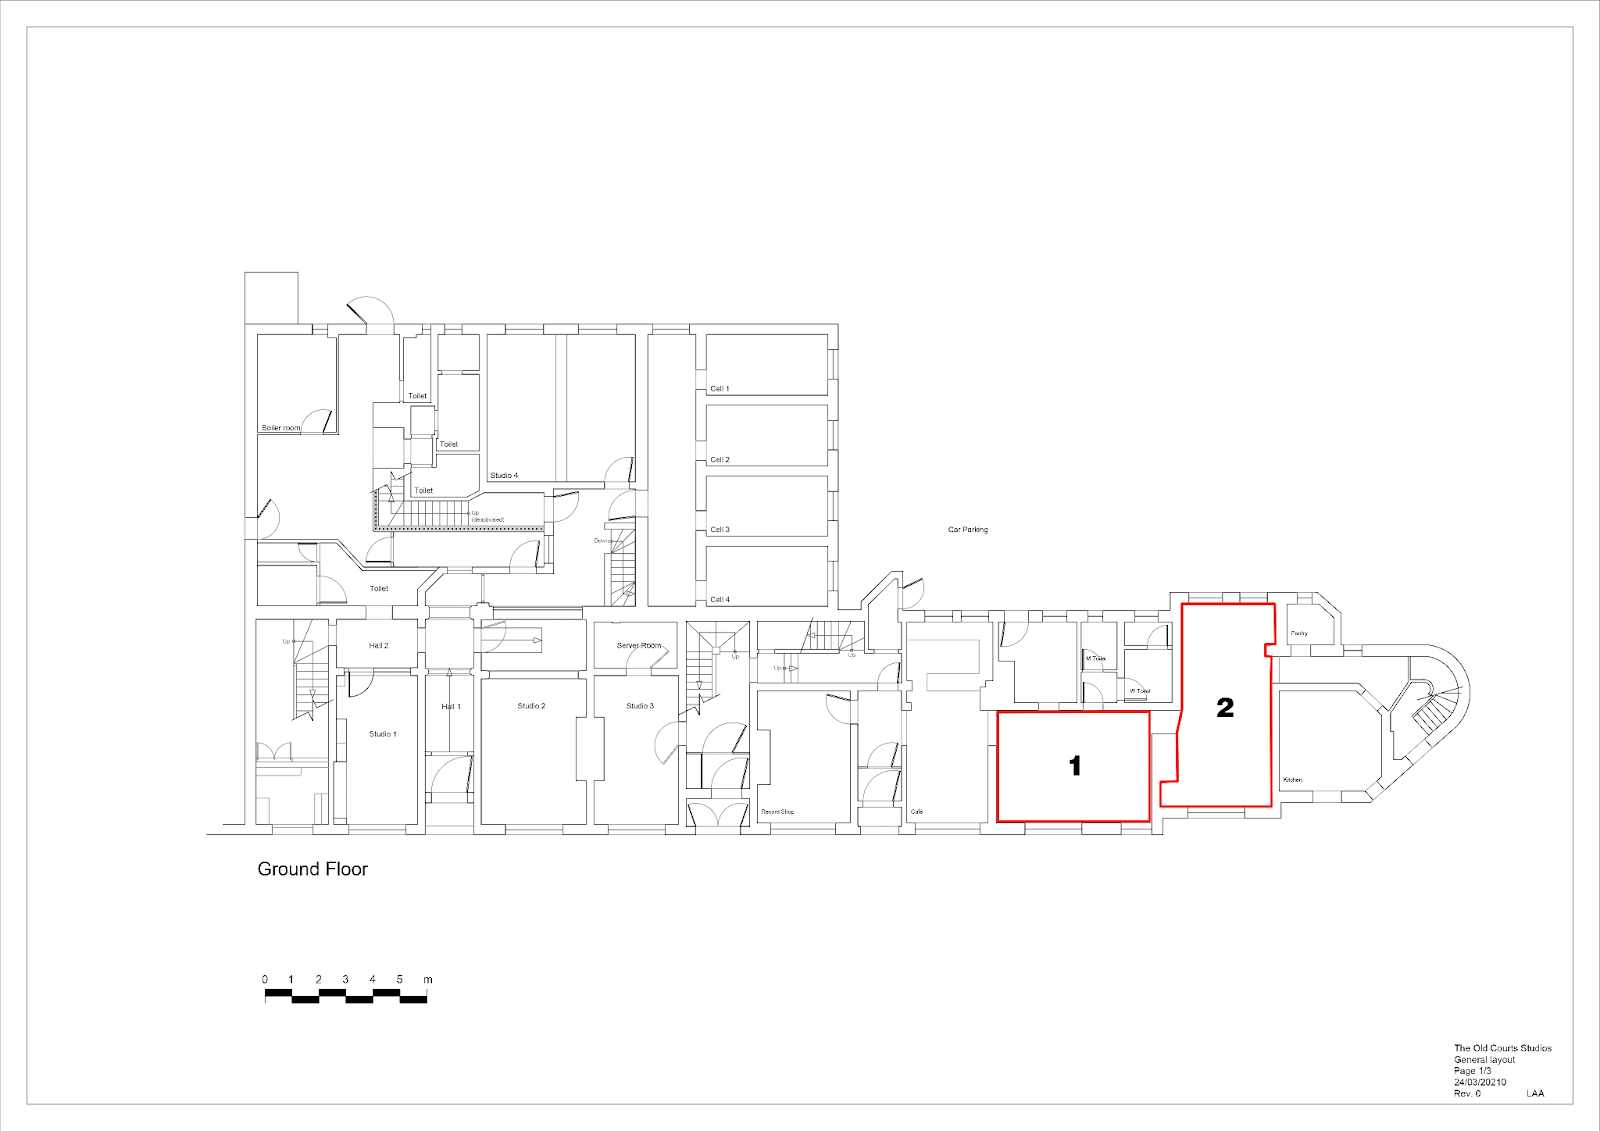 Toilet
Cell 1
Boiler room
Toilet
Cell 2
Studio 4
Toilet
Up
(deactivated)
Cell 3
Car Parking
Down
Toilet
Cell 4
Up
Hall 2
Server Room
Up
Up
Up
Pantry
M Toilet
W Toilet
Hall 1
Studio 2
Studio 3
2
Studio 1
1
Kitchen
Record Shop
Café
Ground Floor
0 1 2 3 4 5 m
The Old Courts Studios
General layout
Page 1/3
24/03/20210
Rev. 0 LAA